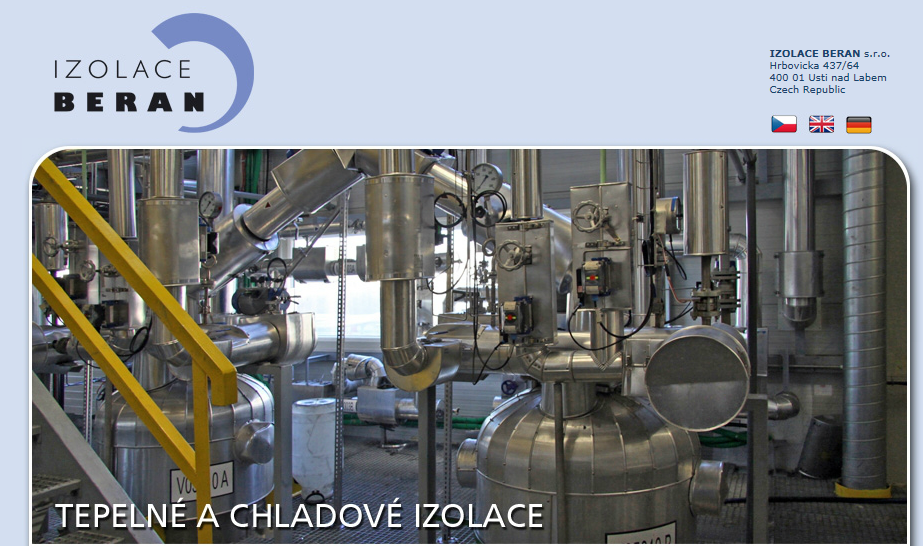 IZOLACE
BERAN
IZOLACE BERAN s.r.o.
Hrbovicka 437/64
400 01 Usti nad Labem
Czech Republic
TEPELNÉ A CHLADOVÉ IZOLACE